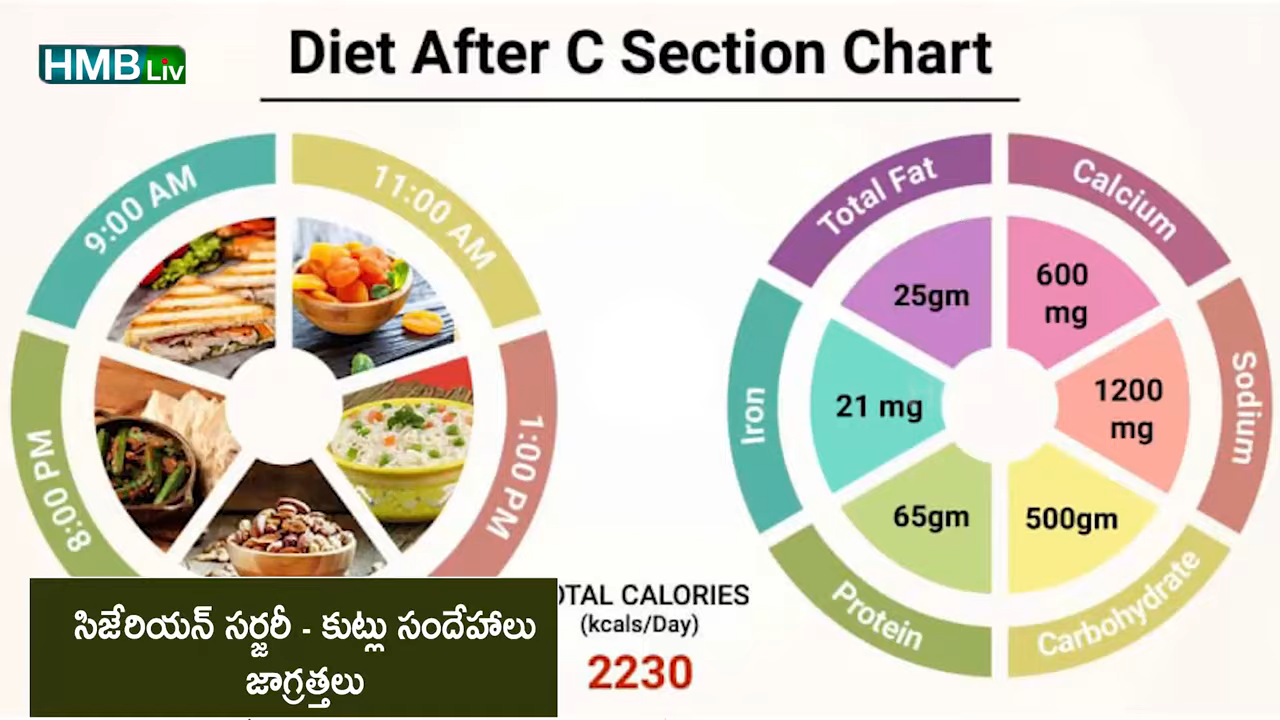 HMB Liv
Diet After C Section Chart
9:00 AM
11:00 AM
1:00 PM
8:00 PM
Total Fat
25gm
Calcium
600
mg
Sodium
1200
mg
Carbohydrate
500gm
Protein
65gm
Iron
21 mg
OTAL CALORIES
(kcals/Day)
2230
సిజేరియన్ సర్జరీ - కుట్లు సందేహాలు
జాగ్రత్తలు